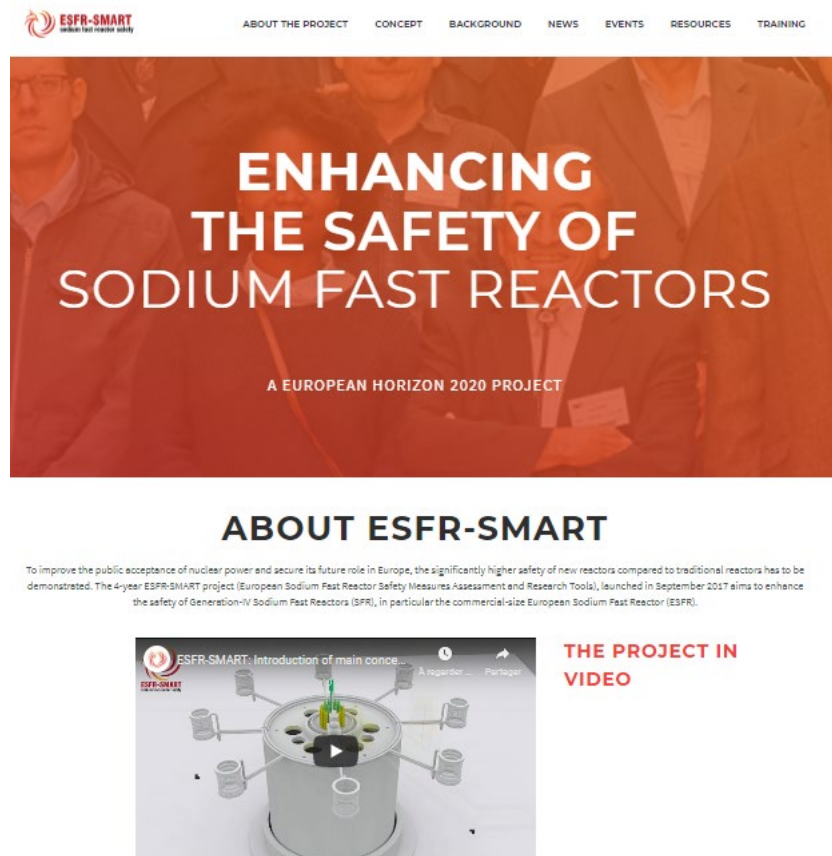 ESFR-SMART
sodium fast reactor safety
ABOUT THE PROJECT CONCEPT BACKGROUND NEWS EVENTS RESOURCES TRAINING
ENHANCING
THE SAFETY OF
SODIUM FAST REACTORS
A EUROPEAN HORIZON 2020 PROJECT
ABOUT ESFR-SMART
To improve the public acceptance of nuclear power and secure its future role in Europe, the significantly higher safety of new reactors compared to traditional reactors has to be
demonstrated. The 4-year ESFR-SMART project (European Sodium Fast Reactor Safety Measures Assessment and Research Tools), launched in September 2017 aims to enhance
the safety of Generation-IV Sodium Fast Reactors (SFR), in particular the commercial-size European Sodium Fast Reactor (ESFR).
ESFR-SMART: Introduction of main conce...
À regarder ... Partager
ESFR-SMART
THE PROJECT IN
VIDEO